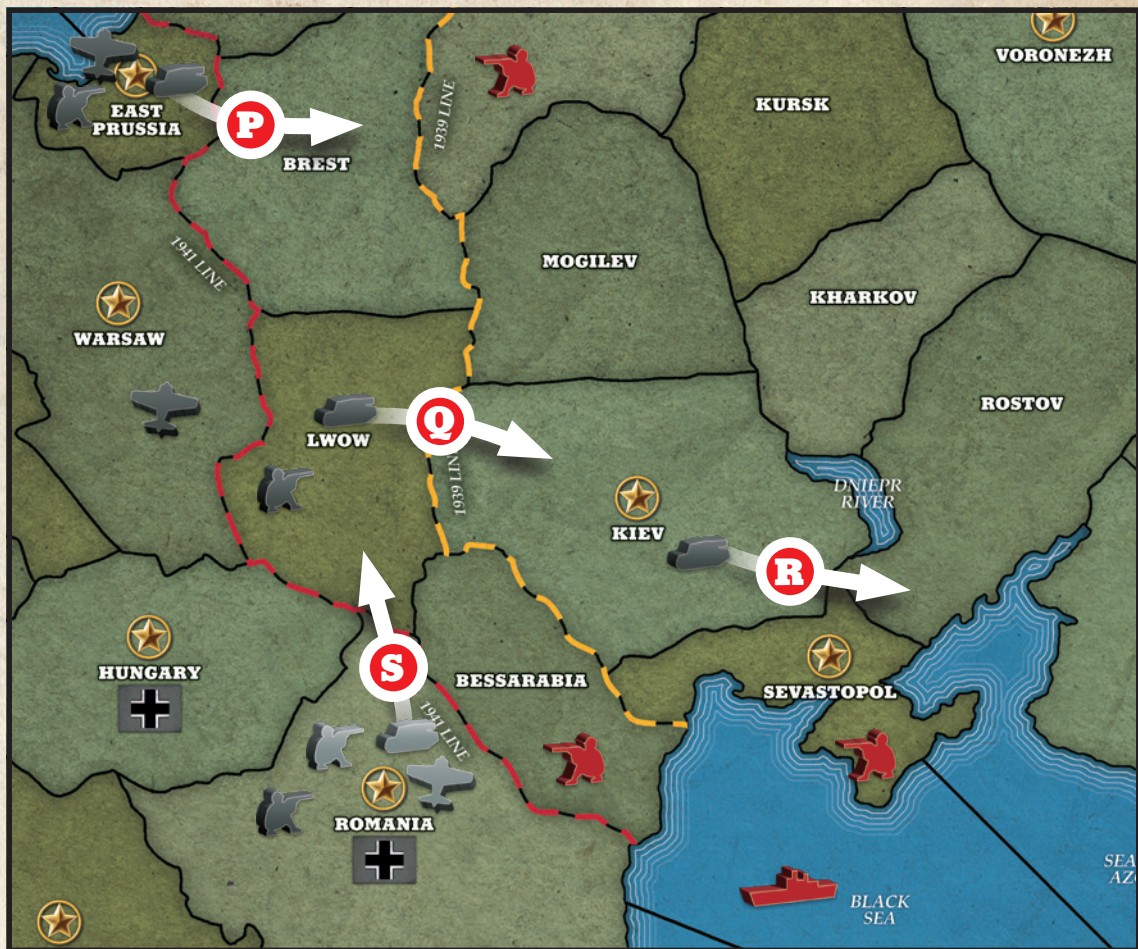 VORONEZH
KURSK
EAST
PRUSSIA
P
BREST
1939 LINE
1941 LINE
MOGILEV
KHARKOV
WARSAW
ROSTOV
LWOW
Q
1939 LINE
DNIEPR
RIVER
KIEV
R
HUNGARY
S
BESSARABIA
SEVASTOPOL
1941 LINE
ROMANIA
BLACK
SEA
SEA